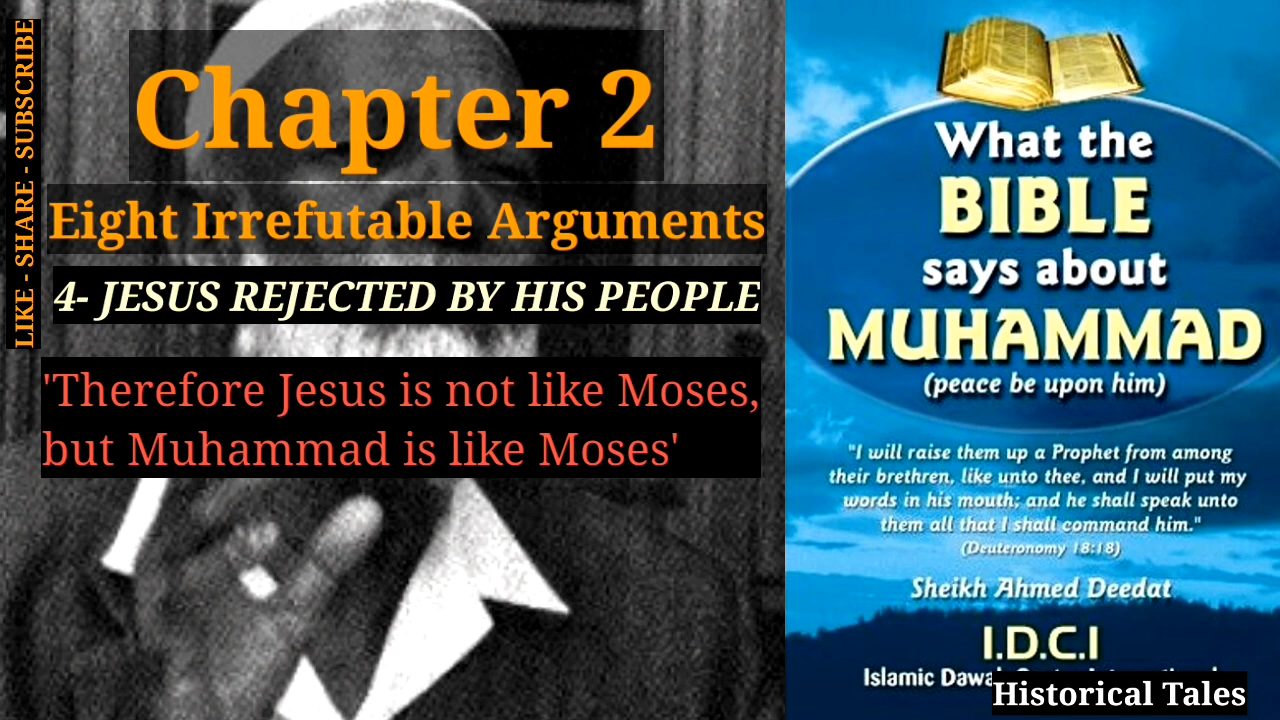 LIKE - SHARE - SUBSCRIBE
Chapter 2
Eight Irrefutable Arguments
4- JESUS REJECTED BY HIS PEOPLE
'Therefore Jesus is not like Moses,
but Muhammad is like Moses'
What the
BIBLE
says about
MUHAMMAD
(peace be upon him)
"I will raise them up a Prophet from among
their brethren, like unto thee, and I will put my
words in his mouth; and he shall speak unto
them all that I shall command him."
(Deuteronomy 18:18)
Sheikh Ahmed Deedat
I.D.C.I
Islamic
Historical Tales